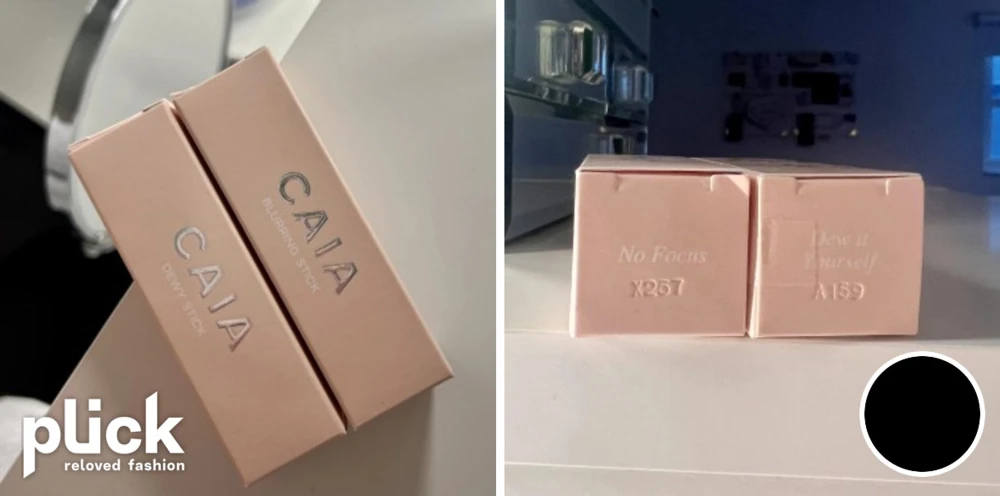 CAIA
BLURRING STICK
CAIA
DEWY STICK
plick
reloved fashion
No Focus
X257
Dew it
Yourself
A159